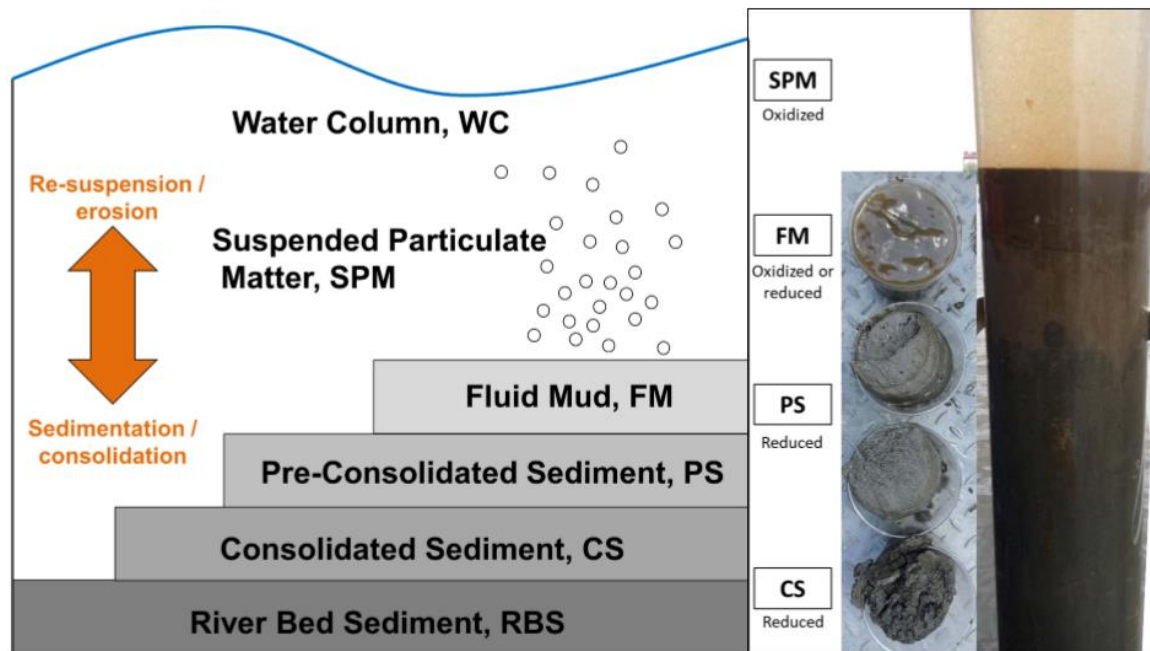 Water Column, WC
Re-suspension /
erosion
Suspended Particulate
Matter, SPM
Sedimentation /
consolidation
Fluid Mud, FM
Pre-Consolidated Sediment, PS
Consolidated Sediment, CS
River Bed Sediment, RBS
SPM
Oxidized
FM
Oxidized or
reduced
PS
Reduced
CS
Reduced